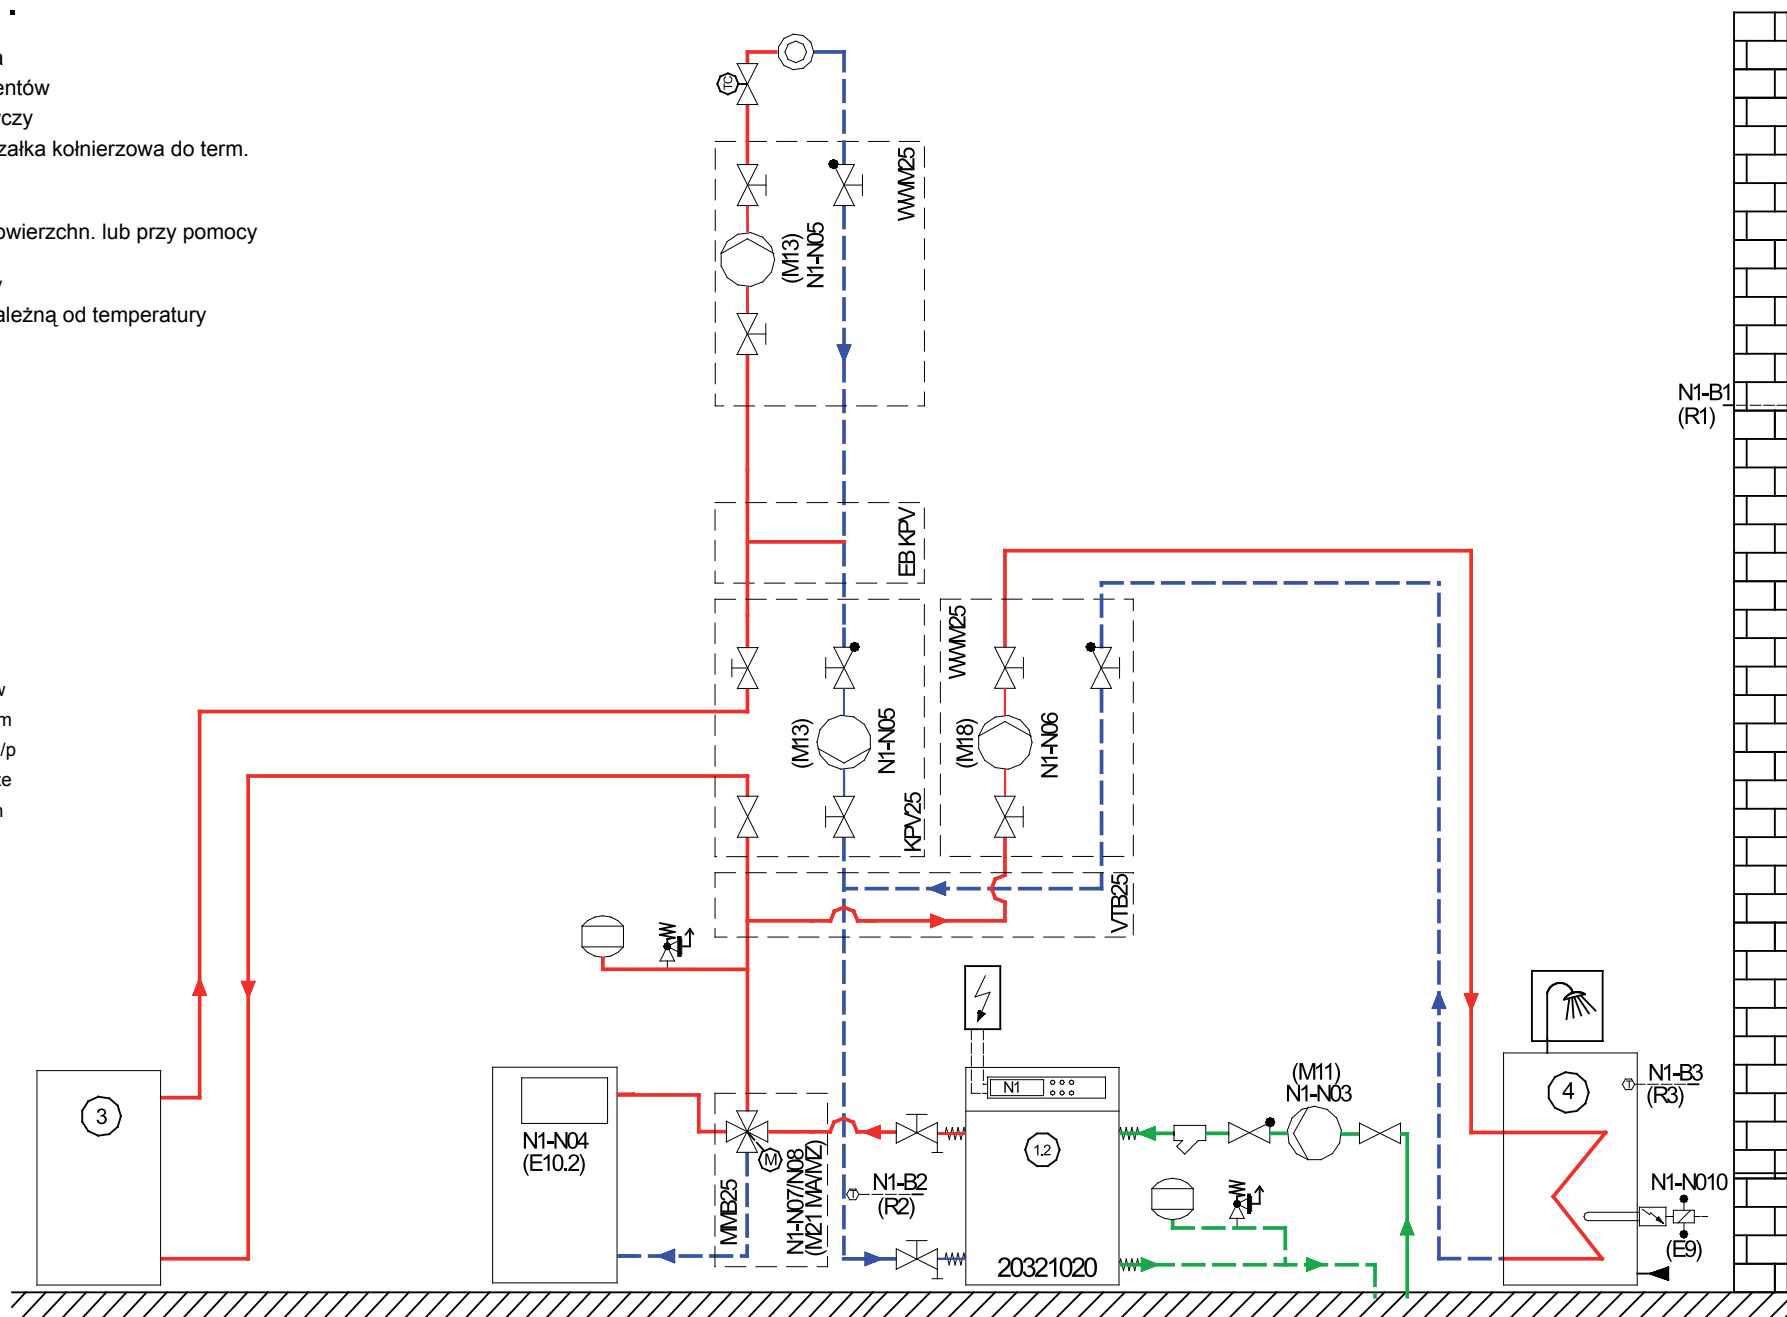 a
entów
czy
załka kołnierzowa do term.
owierzchn. lub przy pomocy
y
ależną od temperatury
w
m
/p
te
n
TC
WWM25
(M13)
N1-N05
N1-B1
(R1)
EB KPV
WWM25
(M13)
N1-N05
(M18)
N1-N06
KPV25
VTB25
3
N1-N04
(E10.2)
MMB25
M
N1-N07/N08
(M21 MA/MZ)
T
N1-B2
(R2)
N1
1.2
20321020
(M11)
N1-N03
4
T
N1-B3
(R3)
N1-N010
(E9)